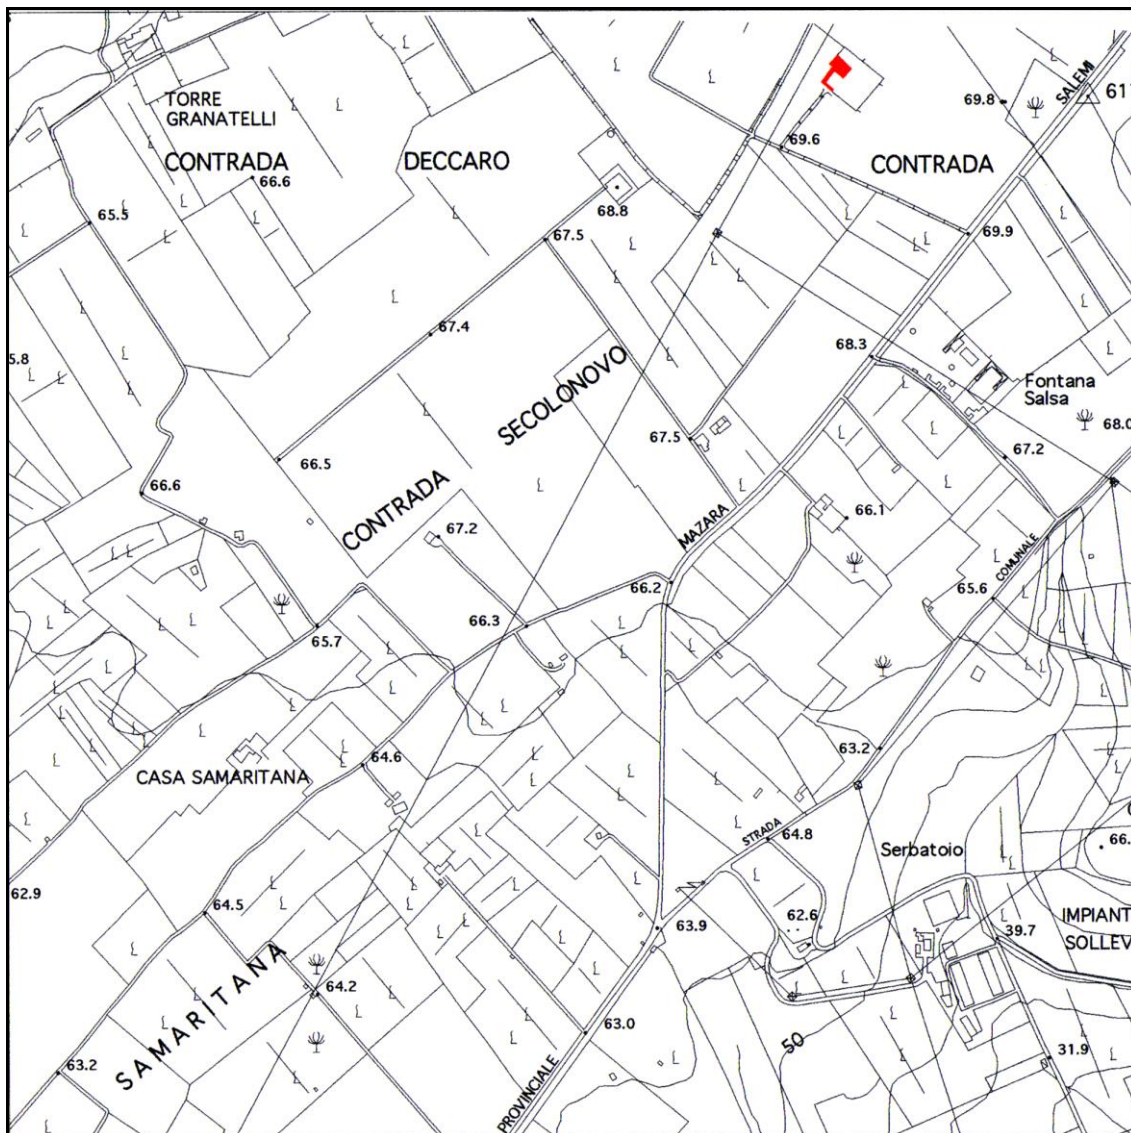 TORRE
GRANATELLI
CONTRADA
66.6
DECCARO
68.8
67.5
69.6
CONTRADA
69.8
SALEMI
69.9
65.5
67.4
5.8
SECOLONOVO
68.3
Fontana
Salsa
68.0
67.5
67.2
66.5
66.6
CONTRADA
67.2
MAZARA
66.1
COMUNALE
66.2
65.6
66.3
65.7
63.2
64.6
CASA SAMARITANA
STRADA
64.8
Serbatoio
66.
62.9
64.5
62.6
63.9
39.7
IMPIANT
SOLLEV
SAMARITANA
64.2
63.0
50
31.9
63.2
PROVINCIALE